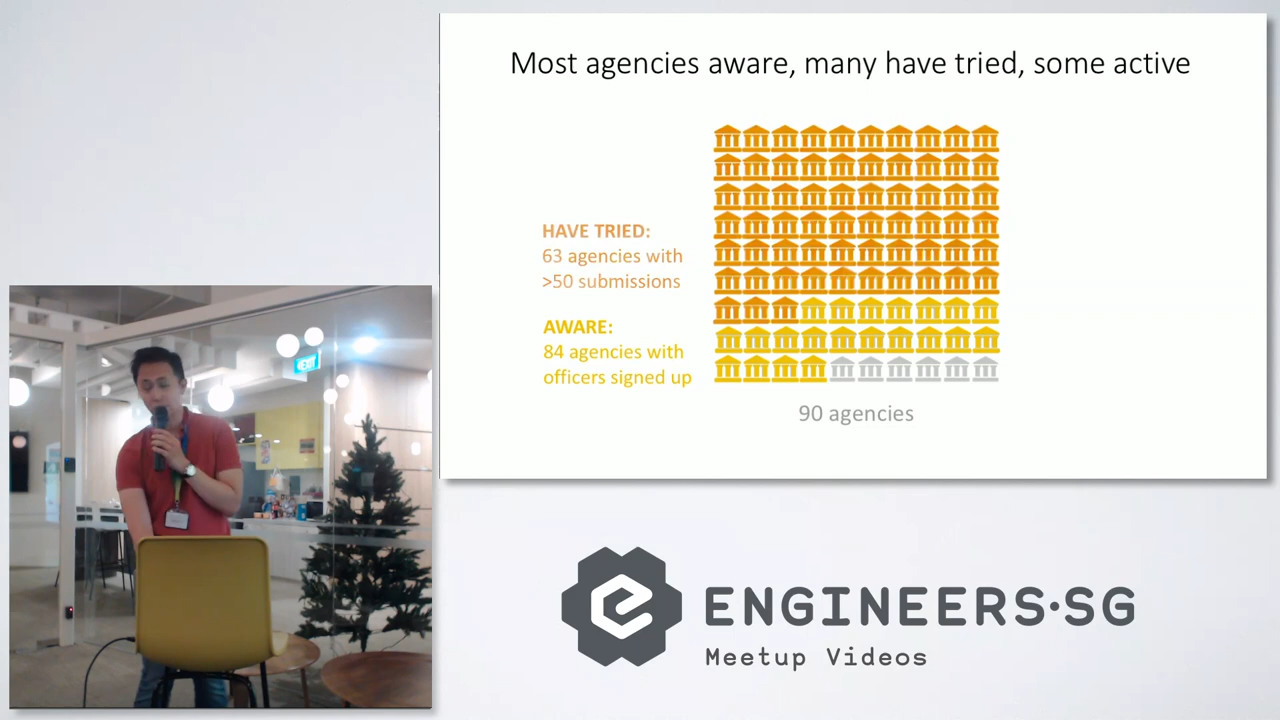 Most agencies aware, many have tried, some active
HAVE TRIED:
63 agencies with
>50 submissions
AWARE:
84 agencies with
officers signed up
90 agencies
EXIT
ENGINEERS·SG
Meetup Videos